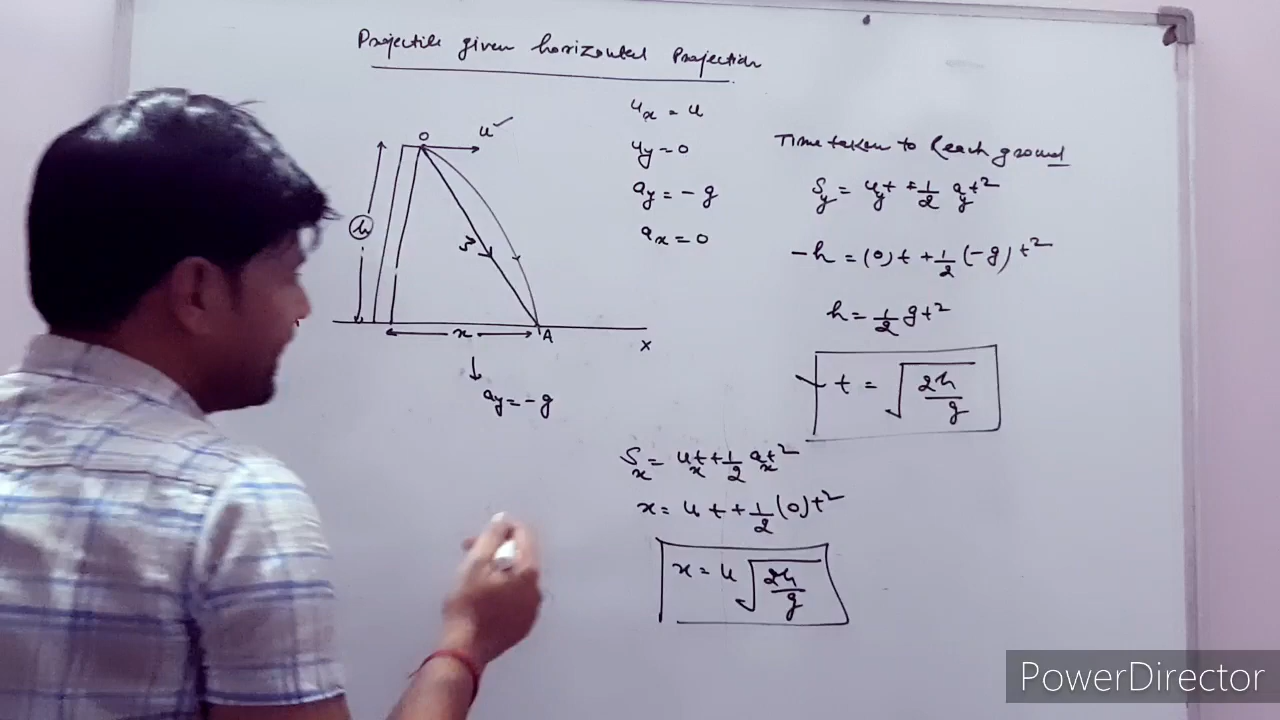 Projectile given horizontal Projection
O
u
h
S
x
A
X
ay = -g
ux = u
uy = 0
ay = -g
ax = 0
Time taken to Reach ground
Sy = uyt + 1/2 ayt²
-h = (0)t + 1/2 (-g) t²
h = 1/2 gt²
t = √(2h/g)
Sx = uxt + 1/2 axt²
x = u t + 1/2 (0)t²
x = u √(2h/g)
PowerDirector